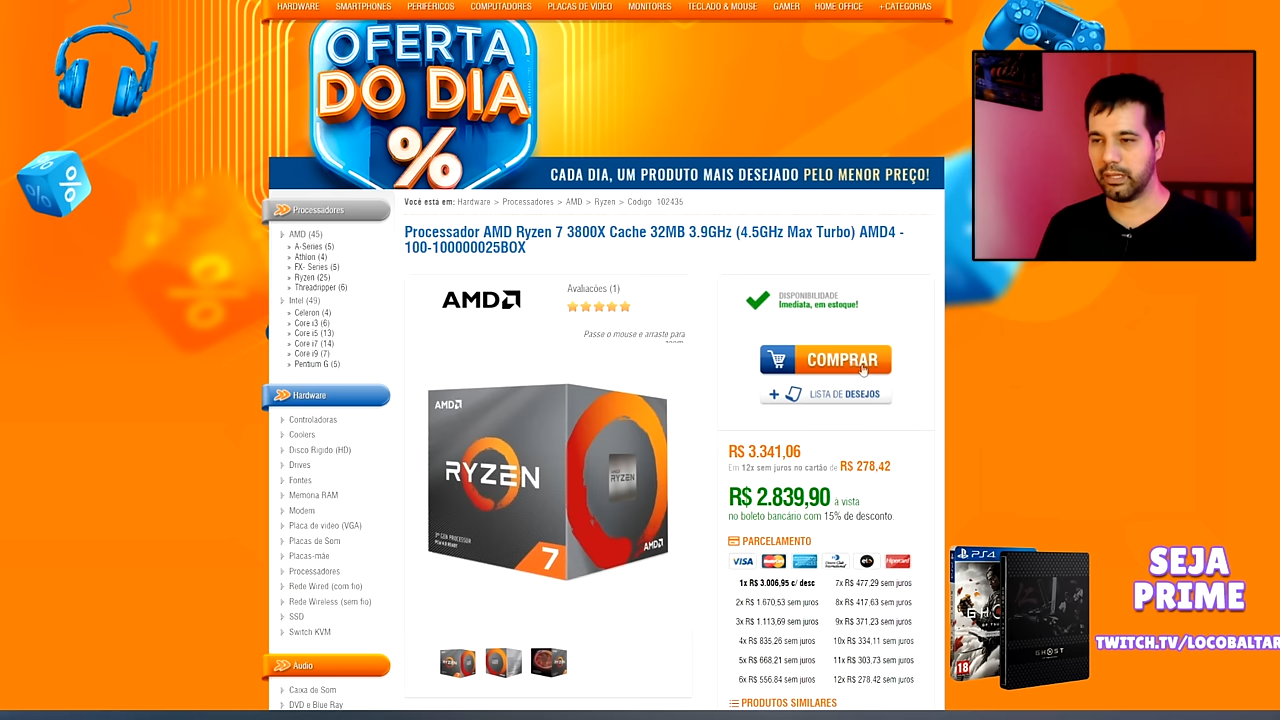 HARDWARE SMARTPHONES PERIFÉRICOS COMPUTADORES PLACAS DE VÍDEO MONITORES TECLADO & MOUSE GAMER HOME OFFICE +CATEGORIAS
OFERTA
DO DIA
%
CADA DIA, UM PRODUTO MAIS DESEJADO PELO MENOR PREÇO!
Processadores
AMD (45)
» A-Series (5)
» Athlon (4)
» FX- Series (5)
» Ryzen (25)
» Threadripper (6)
Intel (49)
» Celeron (4)
» Core i3 (6)
» Core i5 (13)
» Core i7 (14)
» Core i9 (7)
» Pentium G (5)
Hardware
Controladoras
Coolers
Disco Rígido (HD)
Drives
Fontes
Memória RAM
Modem
Placa de vídeo (VGA)
Placas de Som
Placas-mãe
Processadores
Rede Wired (com fio)
Rede Wireless (sem fio)
SSD
Switch KVM
Audio
Caixa de Som
DVD e Blue Ray
Você está em: Hardware > Processadores > AMD > Ryzen > Código 102435
Processador AMD Ryzen 7 3800X Cache 32MB 3.9GHz (4.5GHz Max Turbo) AMD4 -
100-100000025BOX
AMD
Avaliações (1)
Passe o mouse e arraste para
zoom
AMD
RYZEN
RYZEN
7
AMD
DISPONIBILIDADE
Imediata, em estoque!
COMPRAR
+ LISTA DE DESEJOS
R$ 3.341,06
Em 12x sem juros no cartão de R$ 278,42
R$ 2.839,90 à vista
no boleto bancário com 15% de desconto.
PARCELAMENTO
VISA
1x R$ 3.006,95 c/ desc 7x R$ 477,29 sem juros
2x R$ 1.670,53 sem juros 8x R$ 417,63 sem juros
3x R$ 1.113,69 sem juros 9x R$ 371,23 sem juros
4x R$ 835,26 sem juros 10x R$ 334,11 sem juros
5x R$ 668,21 sem juros 11x R$ 303,73 sem juros
6x R$ 556,84 sem juros 12x R$ 278,42 sem juros
PRODUTOS SIMILARES
PS4
GHOST
18
SEJA
PRIME
TWITCH.TV/LOCOBALTAR